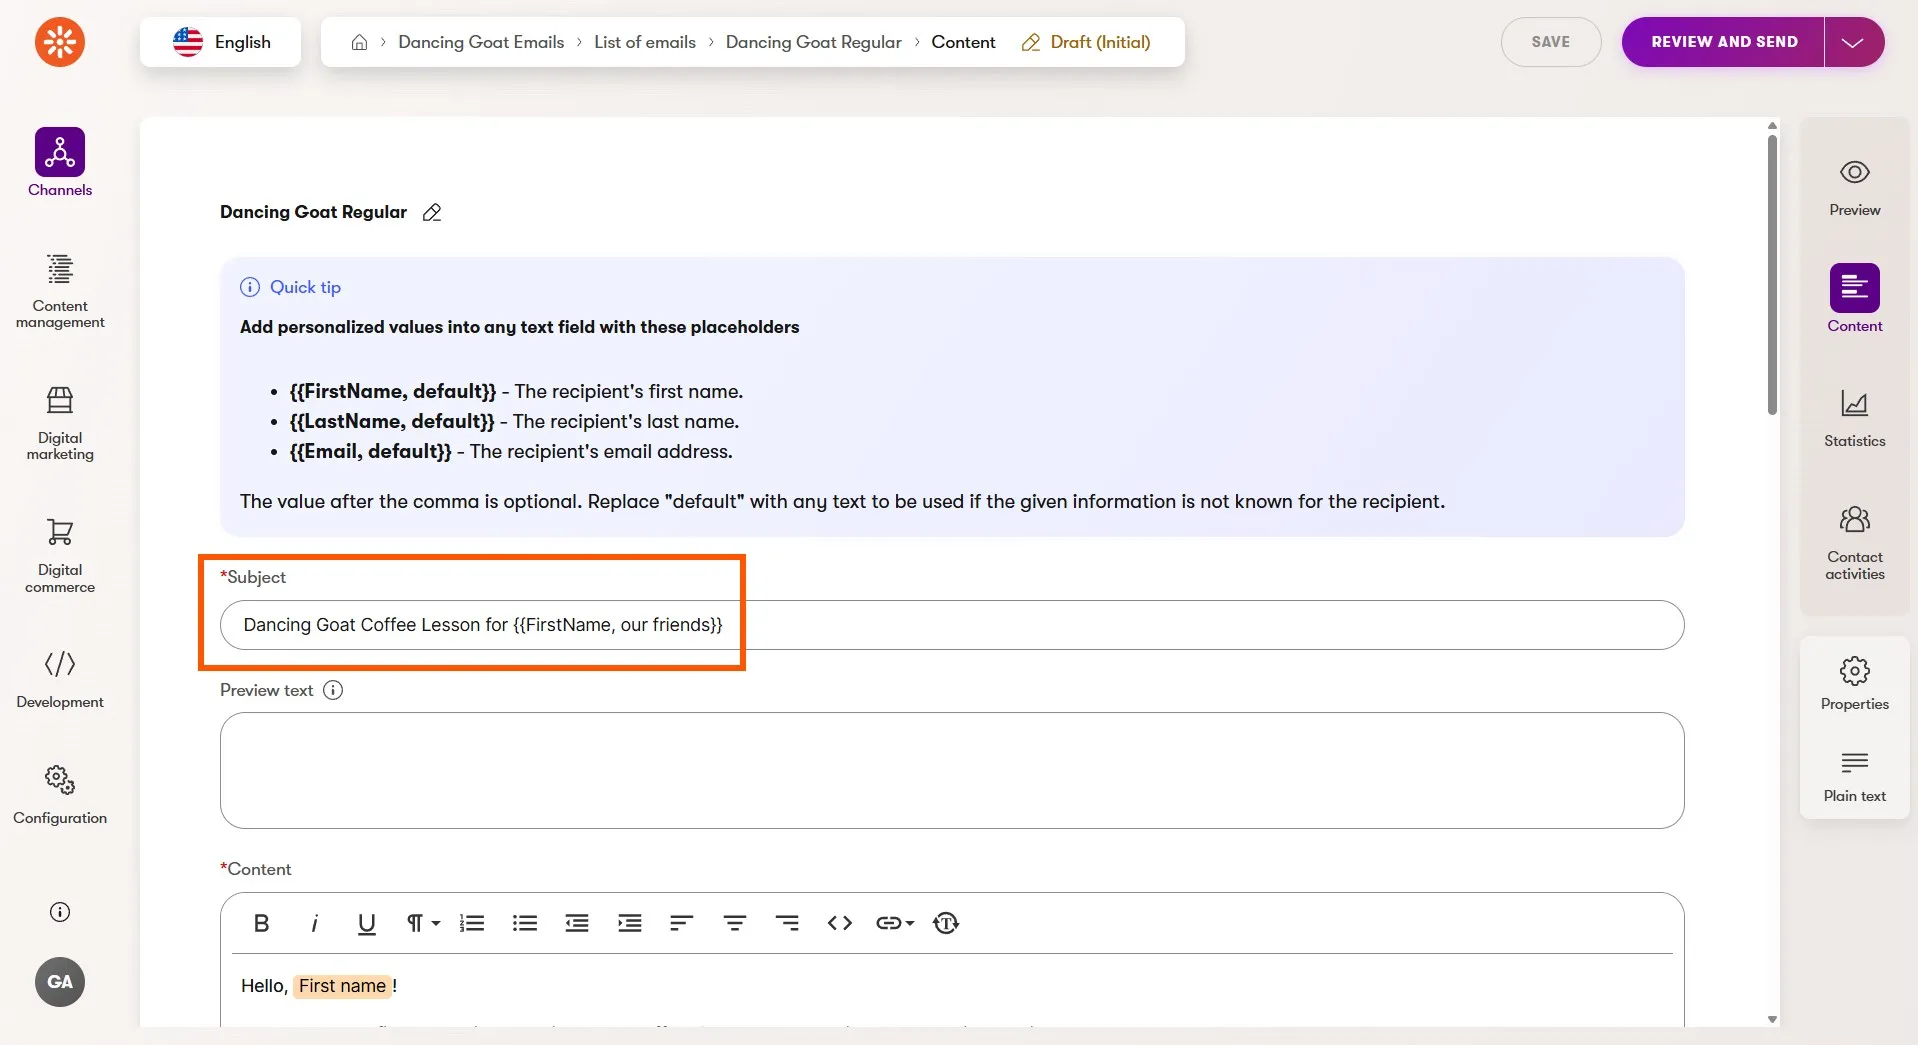 English
Dancing Goat Emails › List of emails › Dancing Goat Regular › Content Draft (Initial)
SAVE
REVIEW AND SEND
Channels
Content
management
Digital
marketing
Digital
commerce
Development
Configuration
GA
Dancing Goat Regular
Quick tip
Add personalized values into any text field with these placeholders
• {{FirstName, default}} - The recipient's first name.
• {{LastName, default}} - The recipient's last name.
• {{Email, default}} - The recipient's email address.
The value after the comma is optional. Replace "default" with any text to be used if the given information is not known for the recipient.
*Subject
Dancing Goat Coffee Lesson for {{FirstName, our friends}}
Preview text
*Content
Hello, First name !
Preview
Content
Statistics
Contact
activities
Properties
Plain text